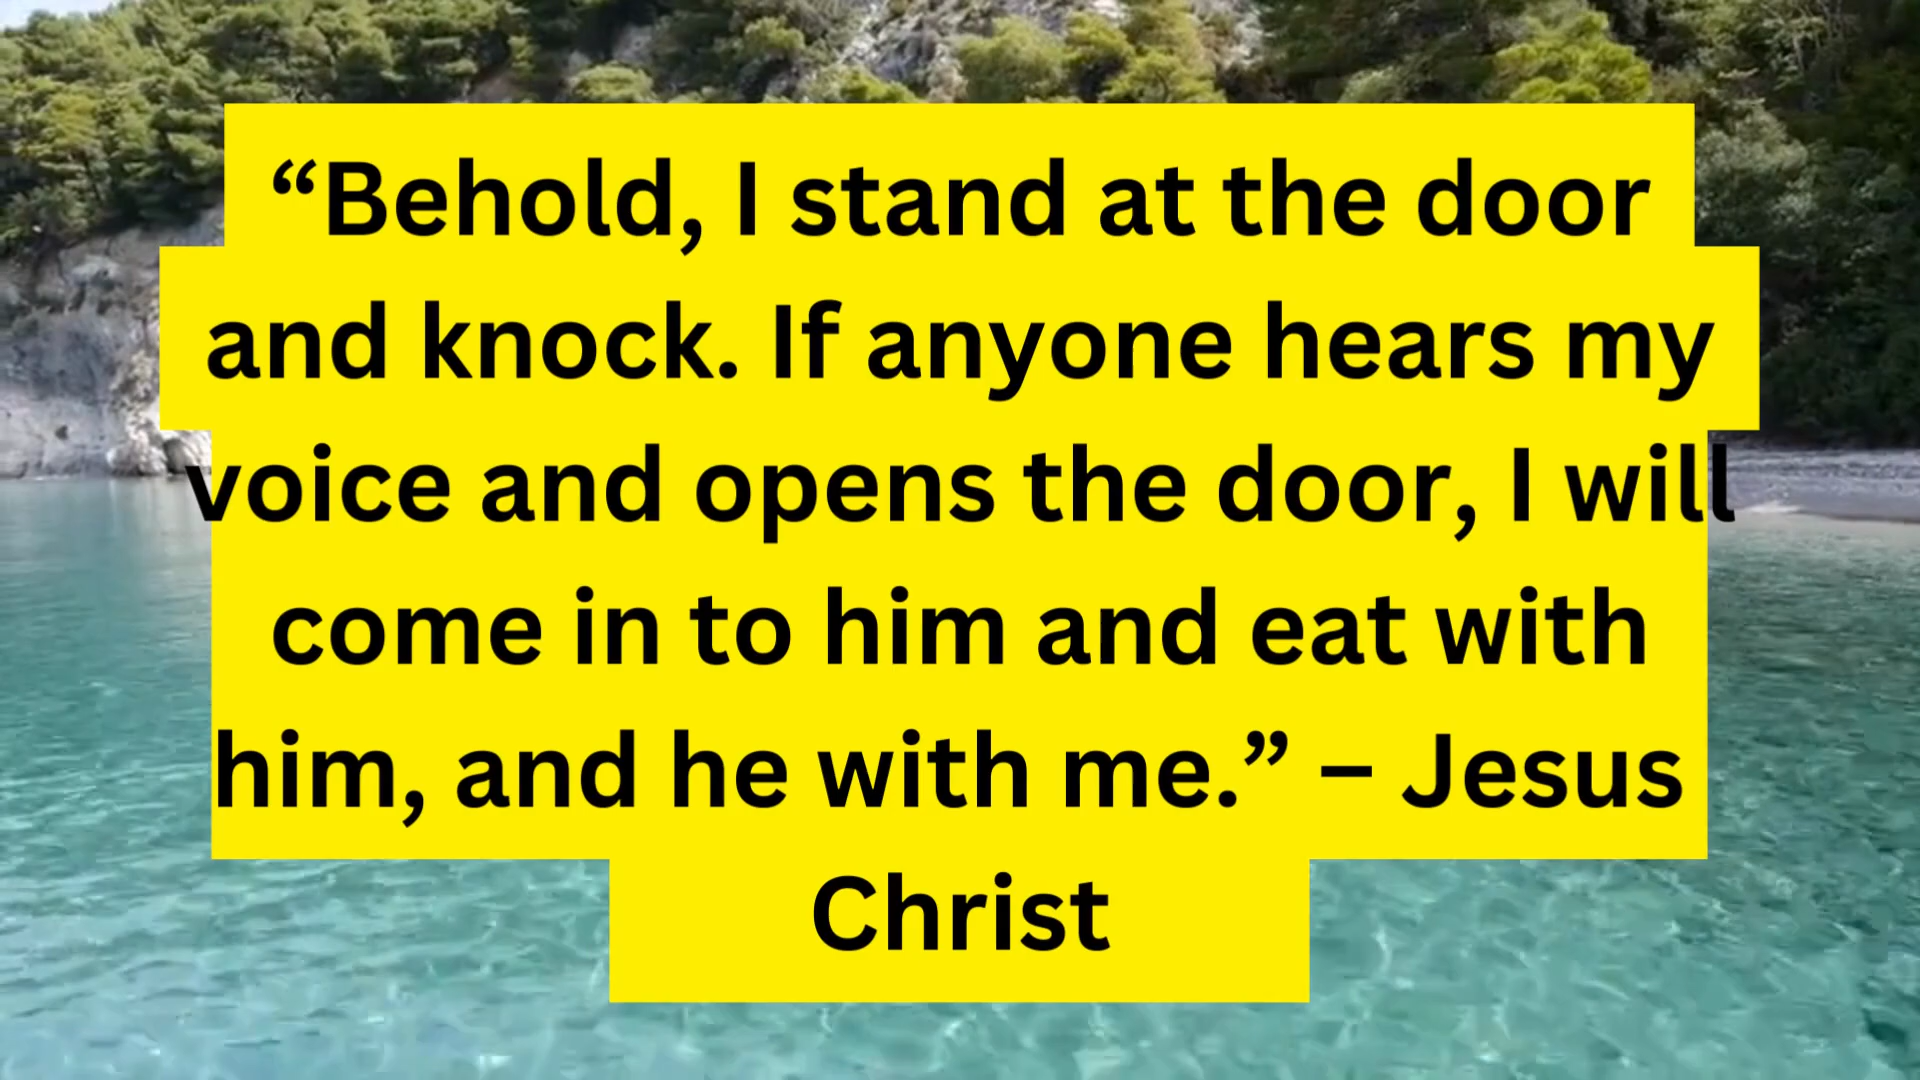 “Behold, I stand at the door
and knock. If anyone hears my
voice and opens the door, I will
come in to him and eat with
him, and he with me.” – Jesus
Christ